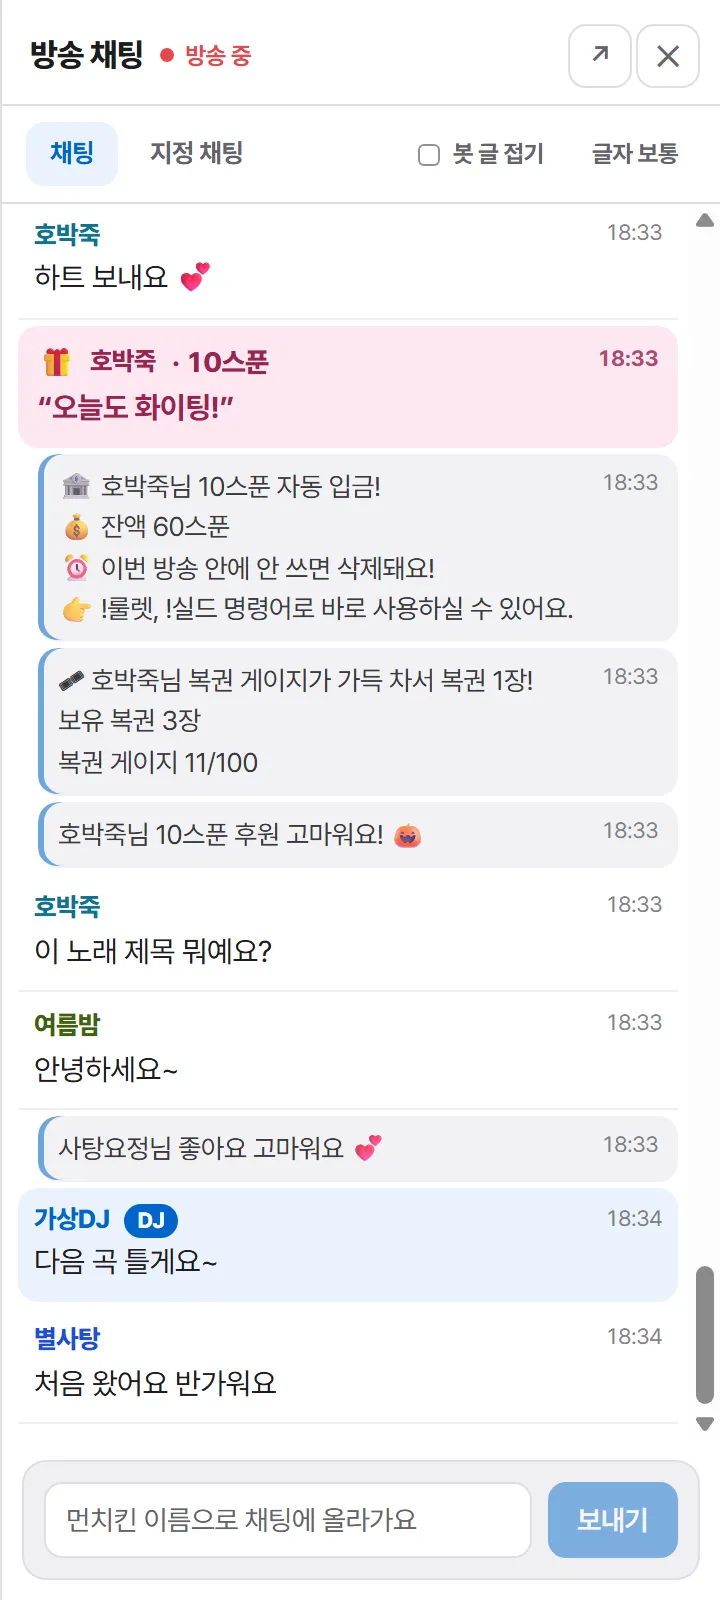 방송 채팅 방송 중
채팅 지정 채팅 봇 글 접기 글자 보통
호박죽 18:33
하트 보내요 💕
🎁 호박죽 · 10스푼 18:33
“오늘도 화이팅!”
🏦 호박죽님 10스푼 자동 입금! 18:33
💰 잔액 60스푼
⏰ 이번 방송 안에 안 쓰면 삭제돼요!
👉 !룰렛, !실드 명령어로 바로 사용하실 수 있어요.
호박죽님 복권 게이지가 가득 차서 복권 1장! 18:33
보유 복권 3장
복권 게이지 11/100
호박죽님 10스푼 후원 고마워요! 🎃 18:33
호박죽 18:33
이 노래 제목 뭐예요?
여름밤 18:33
안녕하세요~
사탕요정님 좋아요 고마워요 💕 18:33
가상DJ DJ 18:34
다음 곡 틀게요~
별사탕 18:34
처음 왔어요 반가워요
먼치킨 이름으로 채팅에 올라가요 보내기